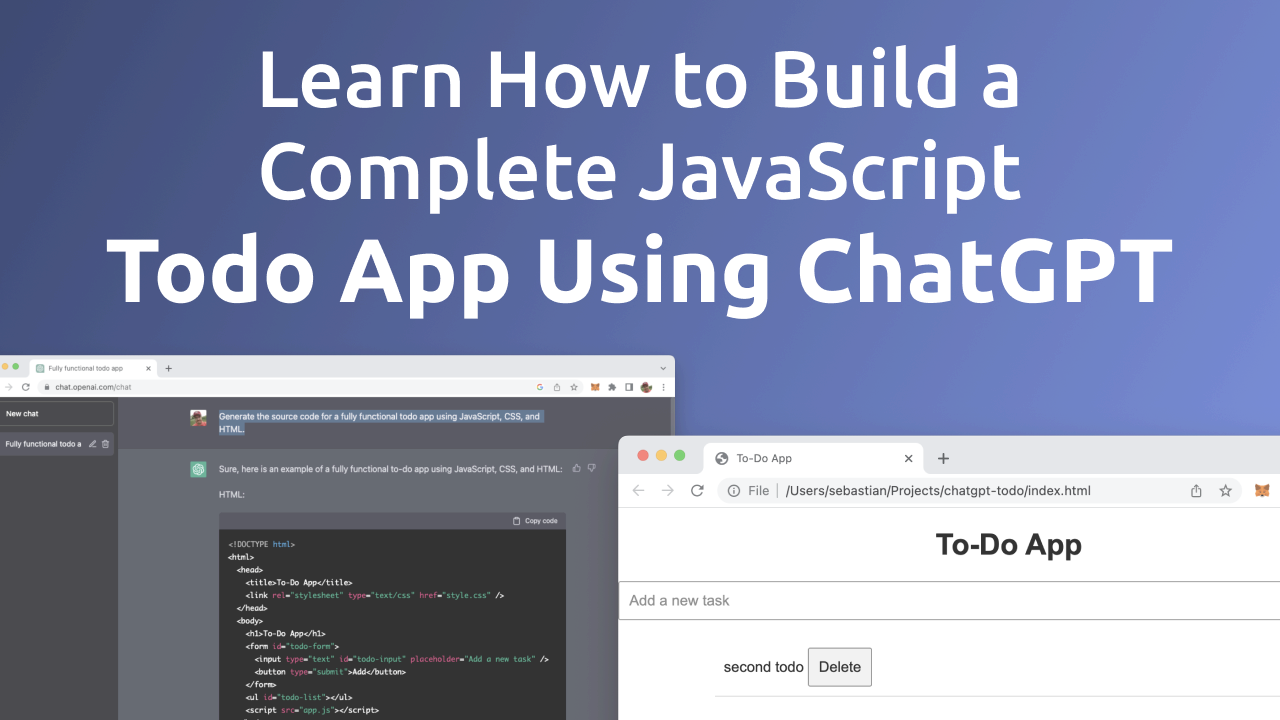 Learn How to Build a
Complete JavaScript
Todo App Using ChatGPT
Fully functional todo app
chat.openai.com/chat
New chat
Fully functional todo a
Generate the source code for a fully functional todo app using JavaScript, CSS, and
HTML.
Sure, here is an example of a fully functional to-do app using JavaScript, CSS, and HTML:
HTML:
Copy code
<!DOCTYPE html>
<html>
<head>
<title>To-Do App</title>
<link rel="stylesheet" type="text/css" href="style.css" />
</head>
<body>
<h1>To-Do App</h1>
<form id="todo-form">
<input type="text" id="todo-input" placeholder="Add a new task" />
<button type="submit">Add</button>
</form>
<ul id="todo-list"></ul>
<script src="app.js"></script>
To-Do App
File
/Users/sebastian/Projects/chatgpt-todo/index.html
To-Do App
Add a new task
second todo Delete